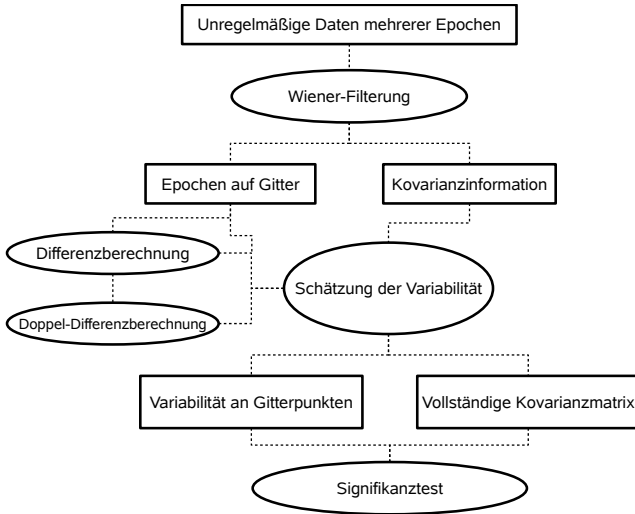 Unregelmäßige Daten mehrerer Epochen
Wiener-Filterung
Epochen auf Gitter
Kovarianzinformation
Differenzberechnung
Schätzung der Variabilität
Doppel-Differenzberechnung
Variabilität an Gitterpunkten
Vollständige Kovarianzmatrix
Signifikanztest